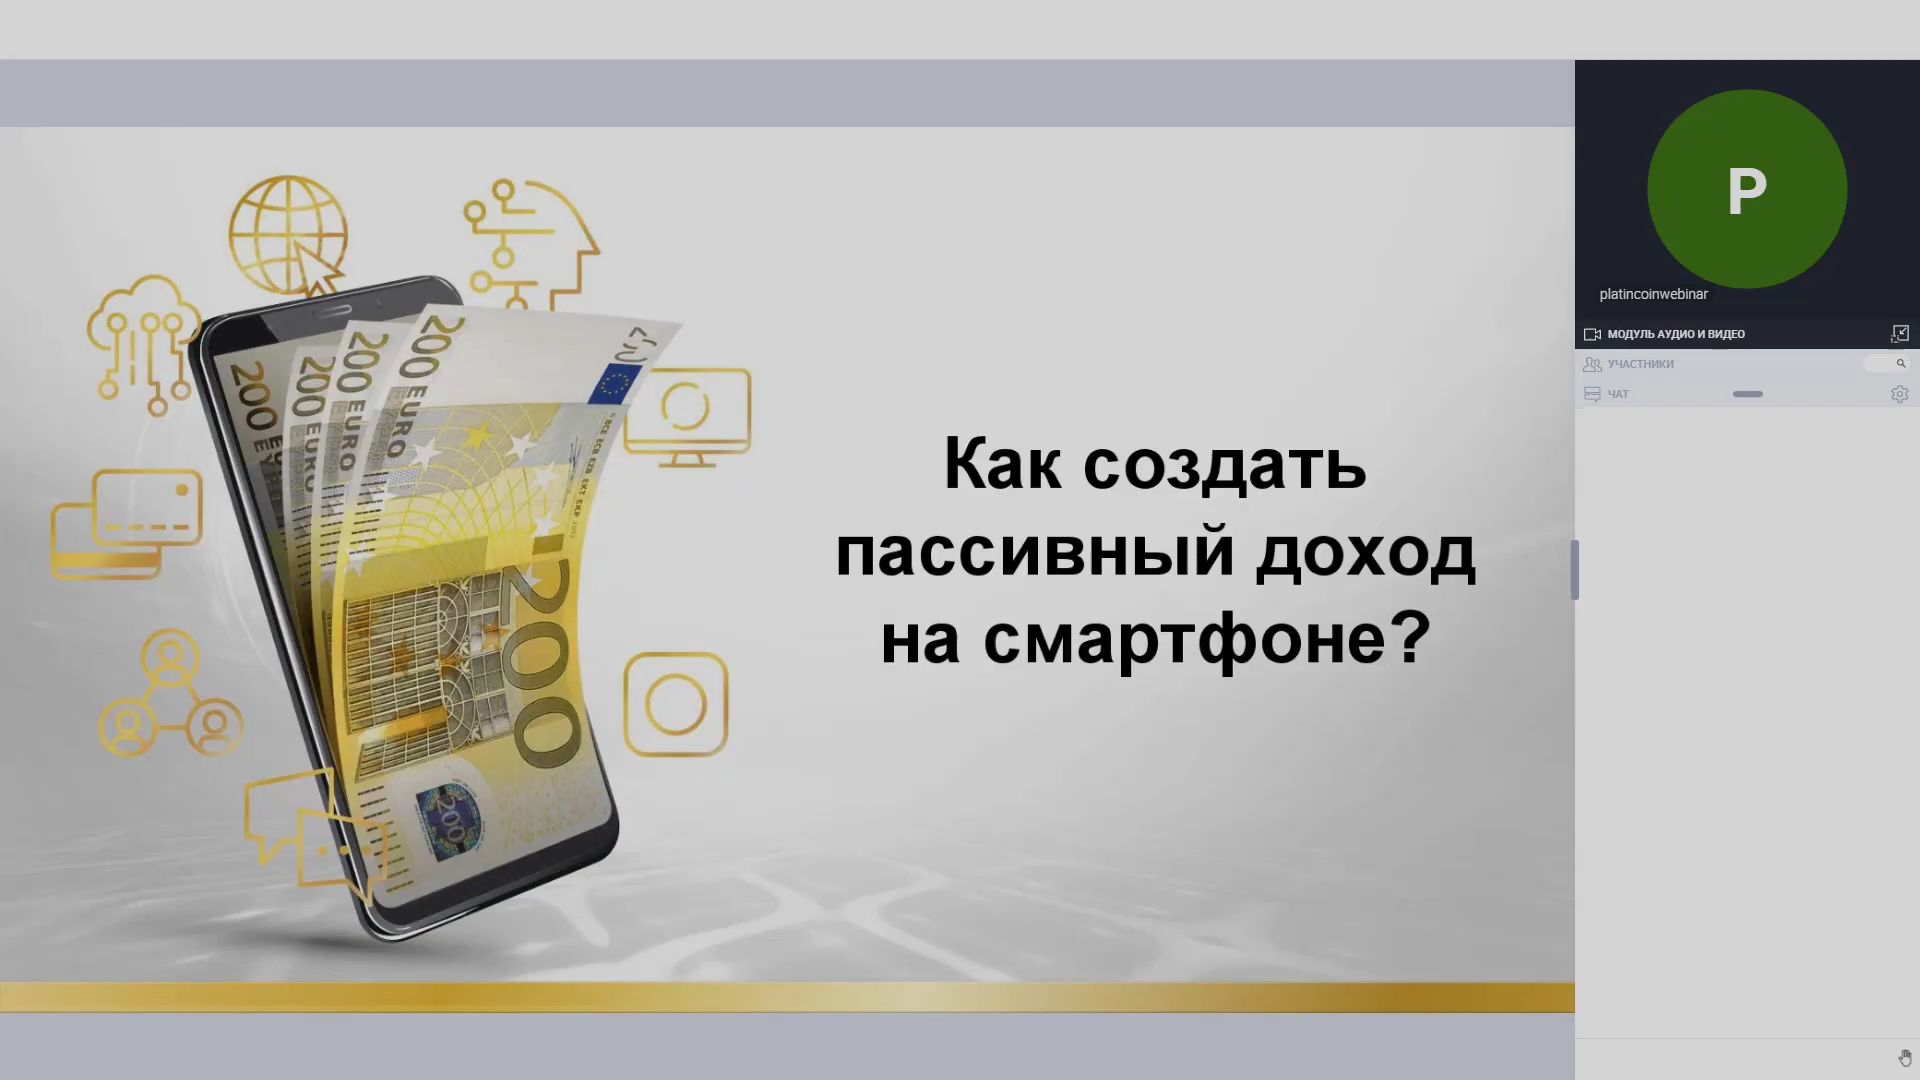 Как создать
пассивный доход
на смартфоне?
200 EURO
200 EURO
200 EURO
200
200
P
platincoinwebinar
МОДУЛЬ АУДИО И ВИДЕО
УЧАСТНИКИ
ЧАТ